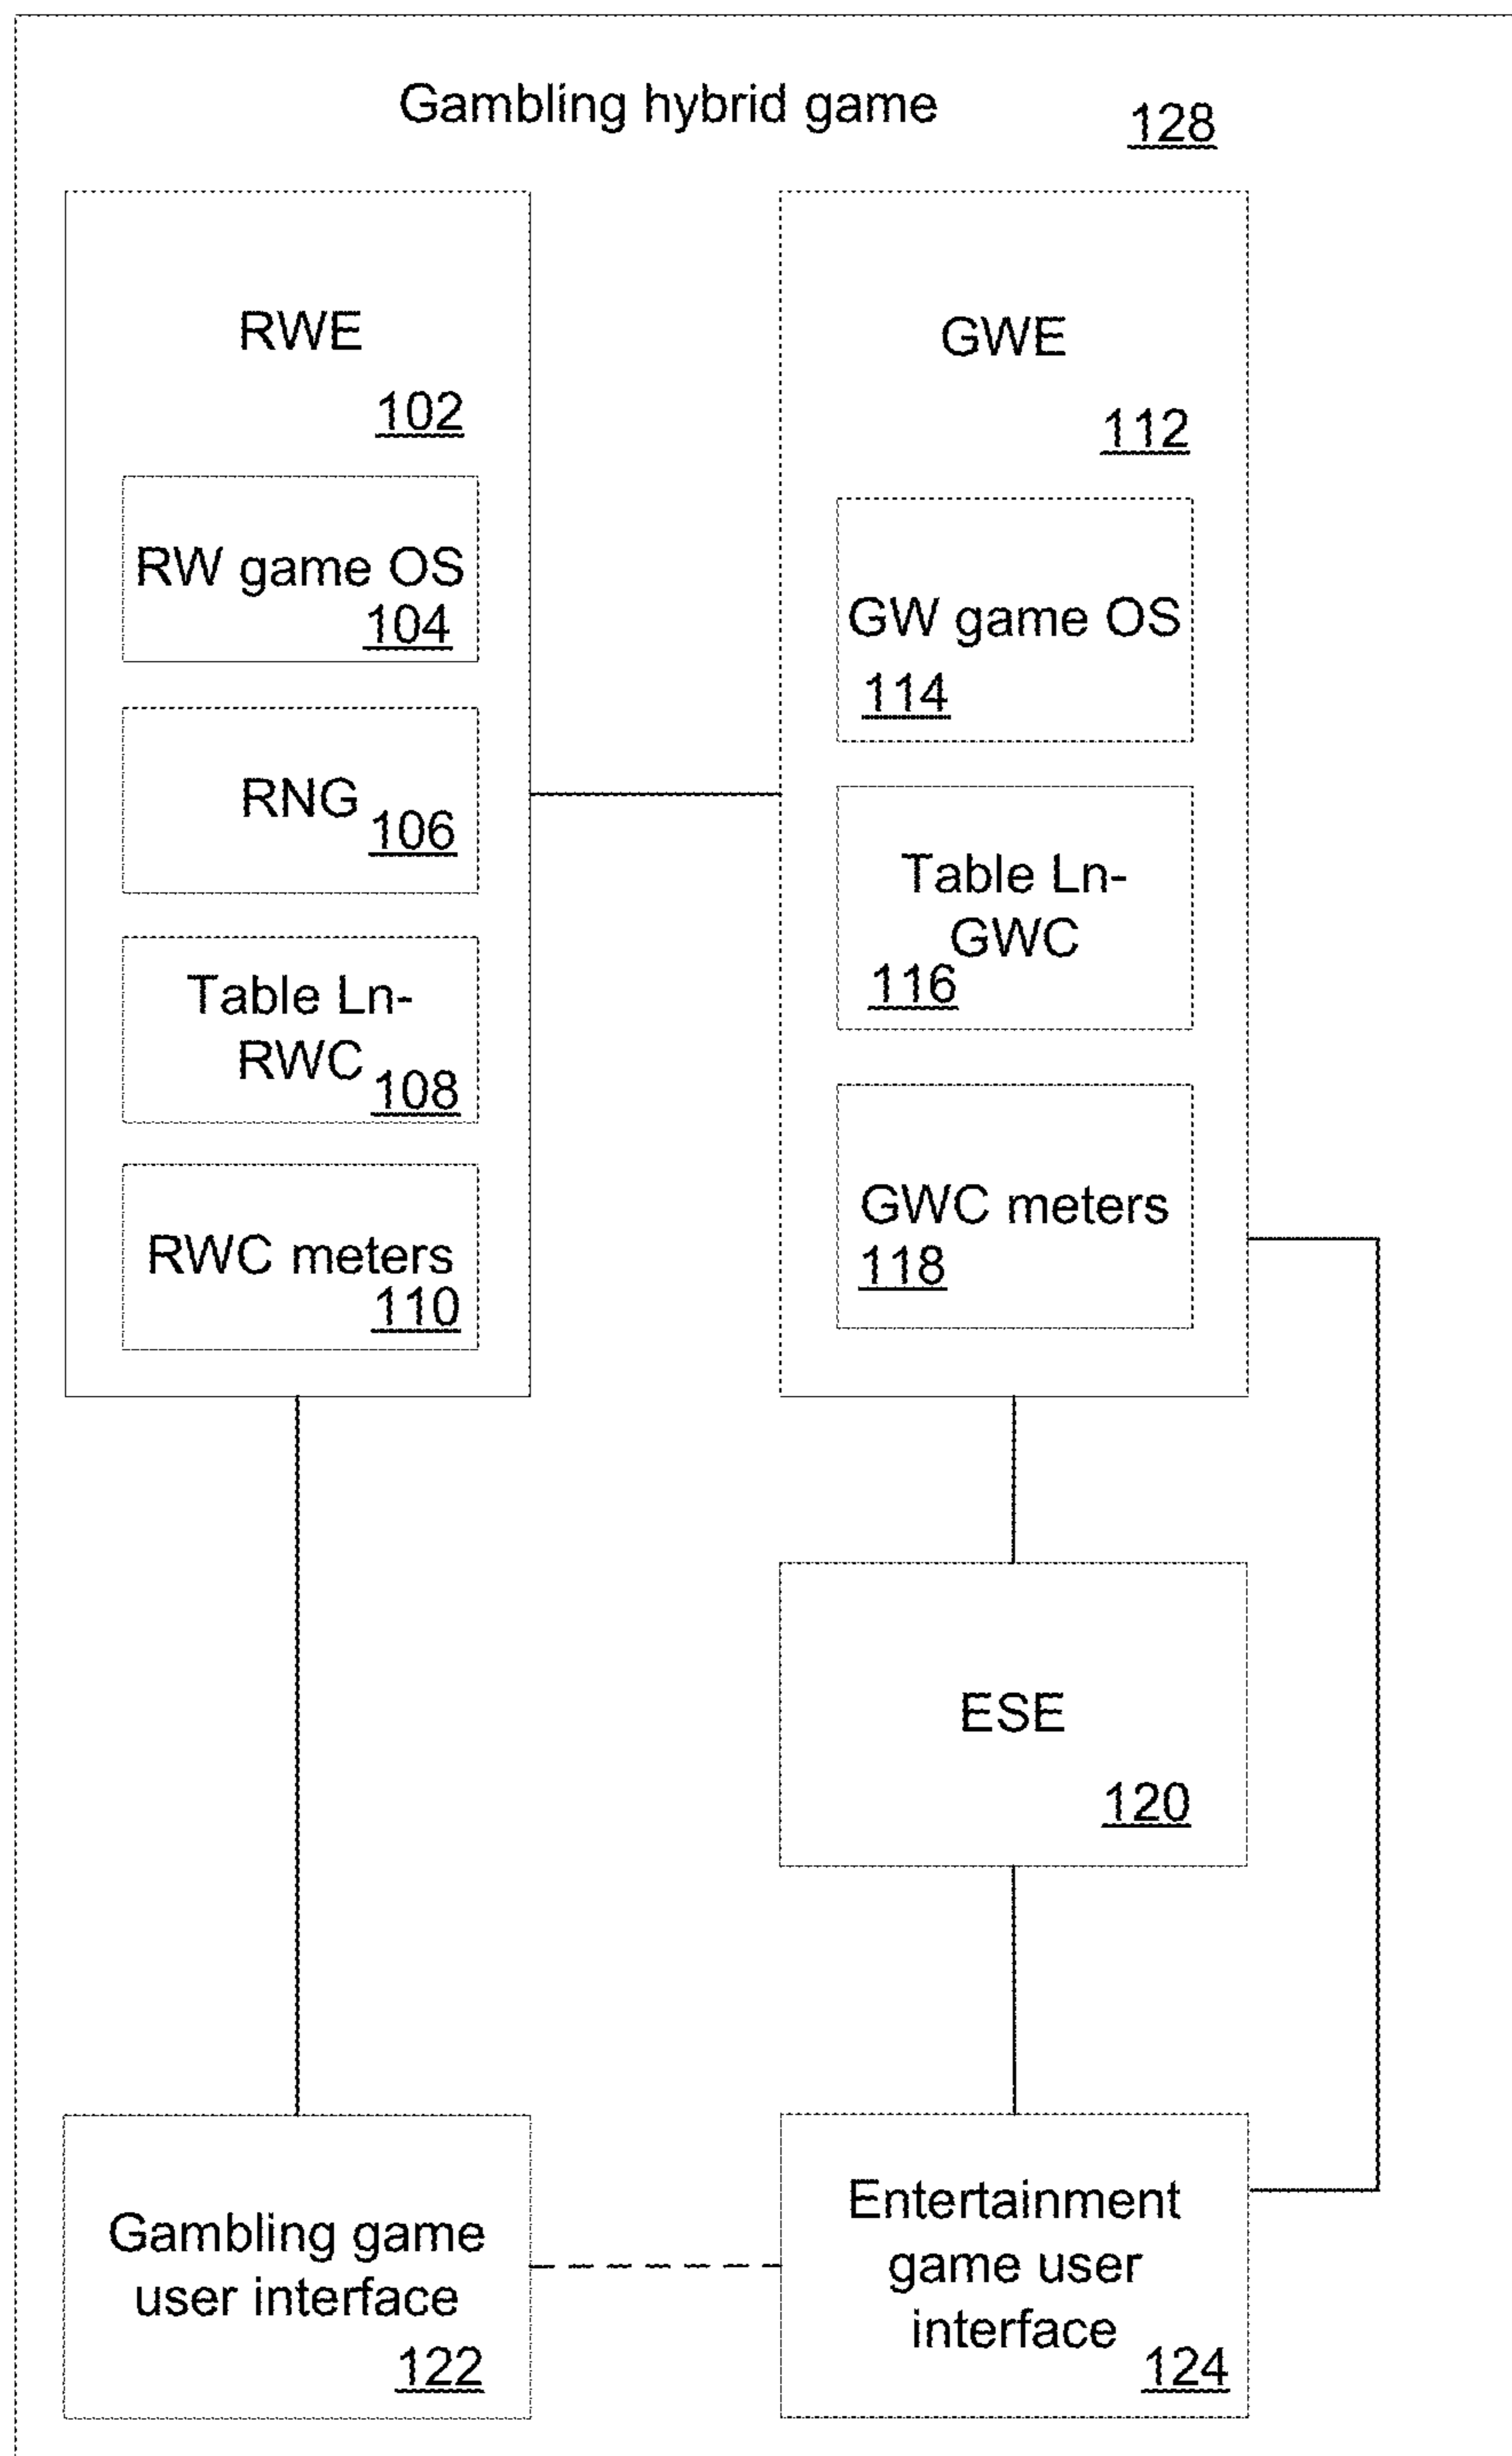 Gambling hybrid game
128
RWE
102
RW game OS
104
RNG
106
Table Ln-
RWC
108
RWC meters
110
GWE
112
GW game OS
114
Table Ln-
GWC
116
GWC meters
118
ESE
120
Gambling game
user interface
122
Entertainment
game user
interface
124